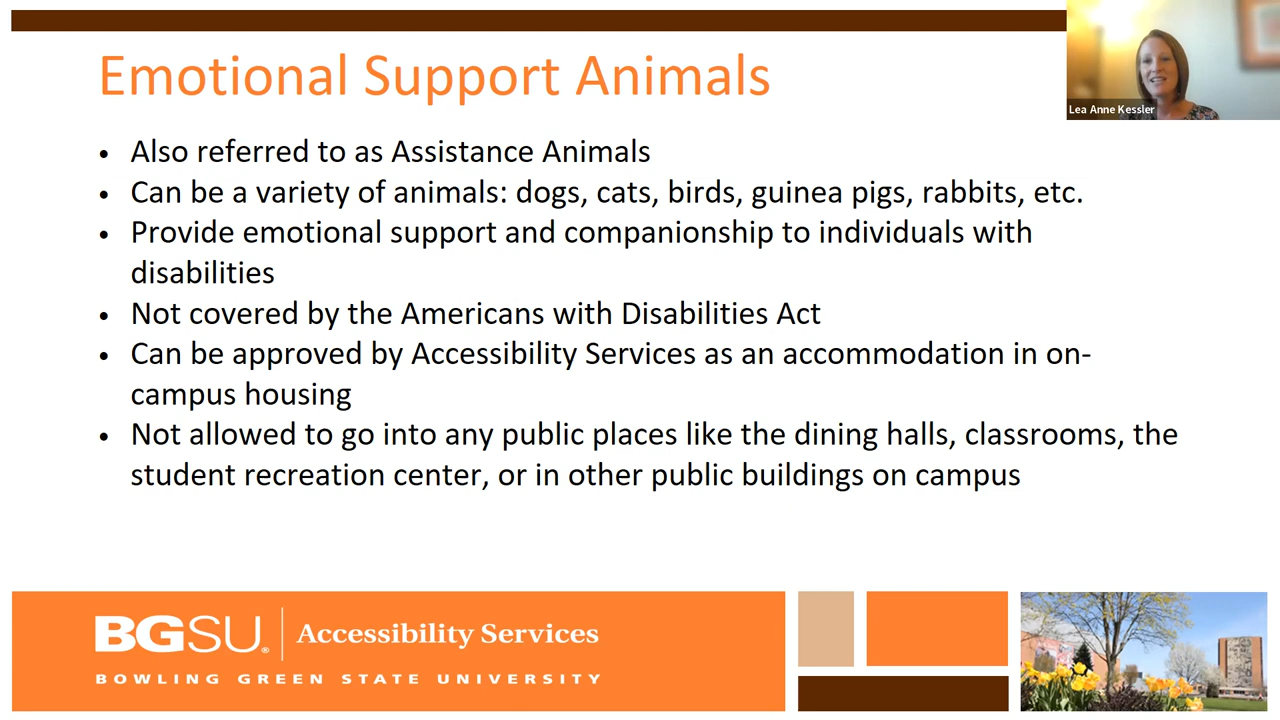 Emotional Support Animals
Lea Anne Kessler
• Also referred to as Assistance Animals
• Can be a variety of animals: dogs, cats, birds, guinea pigs, rabbits, etc.
• Provide emotional support and companionship to individuals with
disabilities
• Not covered by the Americans with Disabilities Act
• Can be approved by Accessibility Services as an accommodation in on-
campus housing
• Not allowed to go into any public places like the dining halls, classrooms, the
student recreation center, or in other public buildings on campus
BGSU® Accessibility Services
BOWLING GREEN STATE UNIVERSITY